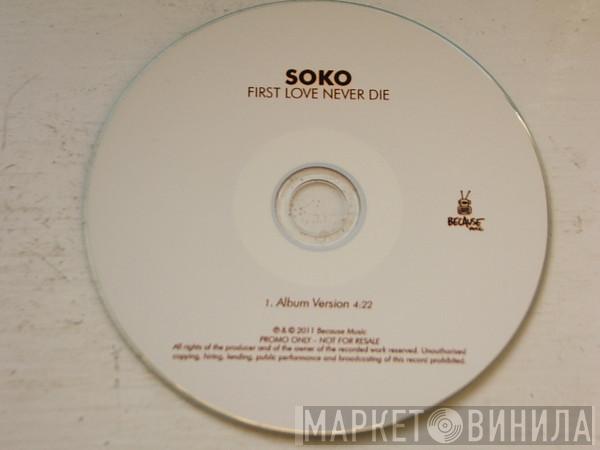 SOKO
FIRST LOVE NEVER DIE
BECAUSE
MUSIC
1. Album Version 4:22
℗ & © 2011 Because Music
PROMO ONLY - NOT FOR RESALE
All rights of the producer and of the owner of the recorded work reserved. Unauthorised
copying, hiring, lending, public performance and broadcasting of this record prohibited.
МАРКЕТ ВИНИЛА